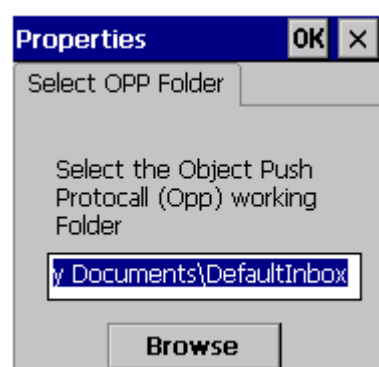 Properties OK ×
Select OPP Folder
Select the Object Push
Protocall (Opp) working
Folder
y Documents\DefaultInbox
Browse